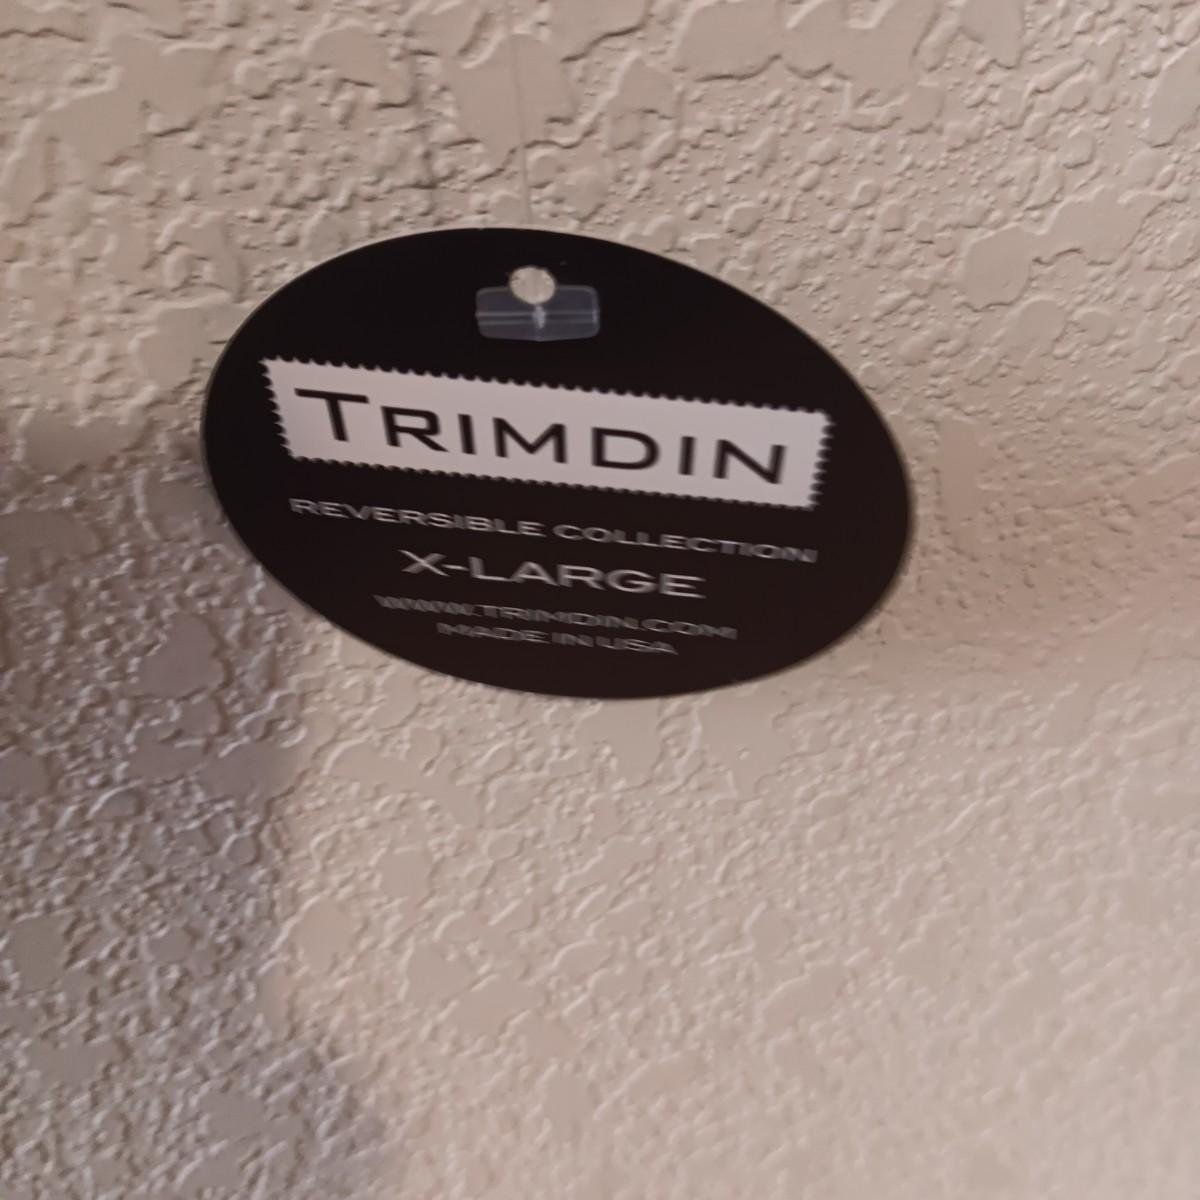 TRIMDIN
REVERSIBLE COLLECTION
X-LARGE
WWW.TRIMDIN.COM
MADE IN USA